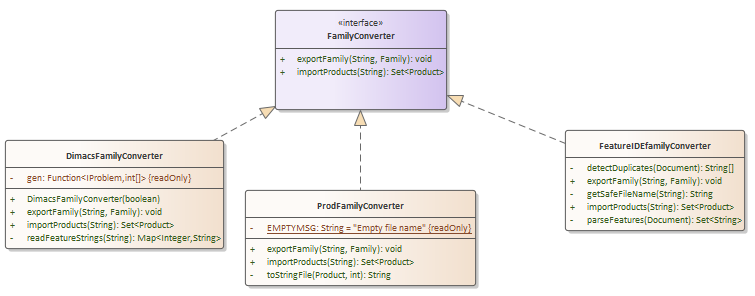 «interface»
FamilyConverter
+ exportFamily(String, Family): void
+ importProducts(String): Set<Product>
DimacsFamilyConverter
- gen: Function<IProblem,int[]> {readOnly}
+ DimacsFamilyConverter(boolean)
+ exportFamily(String, Family): void
+ importProducts(String): Set<Product>
- readFeatureStrings(String): Map<Integer,String>
ProdFamilyConverter
- EMPTYMSG: String = "Empty file name" {readOnly}
+ exportFamily(String, Family): void
+ importProducts(String): Set<Product>
- toStringFile(Product, int): String
FeatureIDEfamilyConverter
- detectDuplicates(Document): String[]
+ exportFamily(String, Family): void
- getSafeFileName(String): String
+ importProducts(String): Set<Product>
- parseFeatures(Document): Set<String>